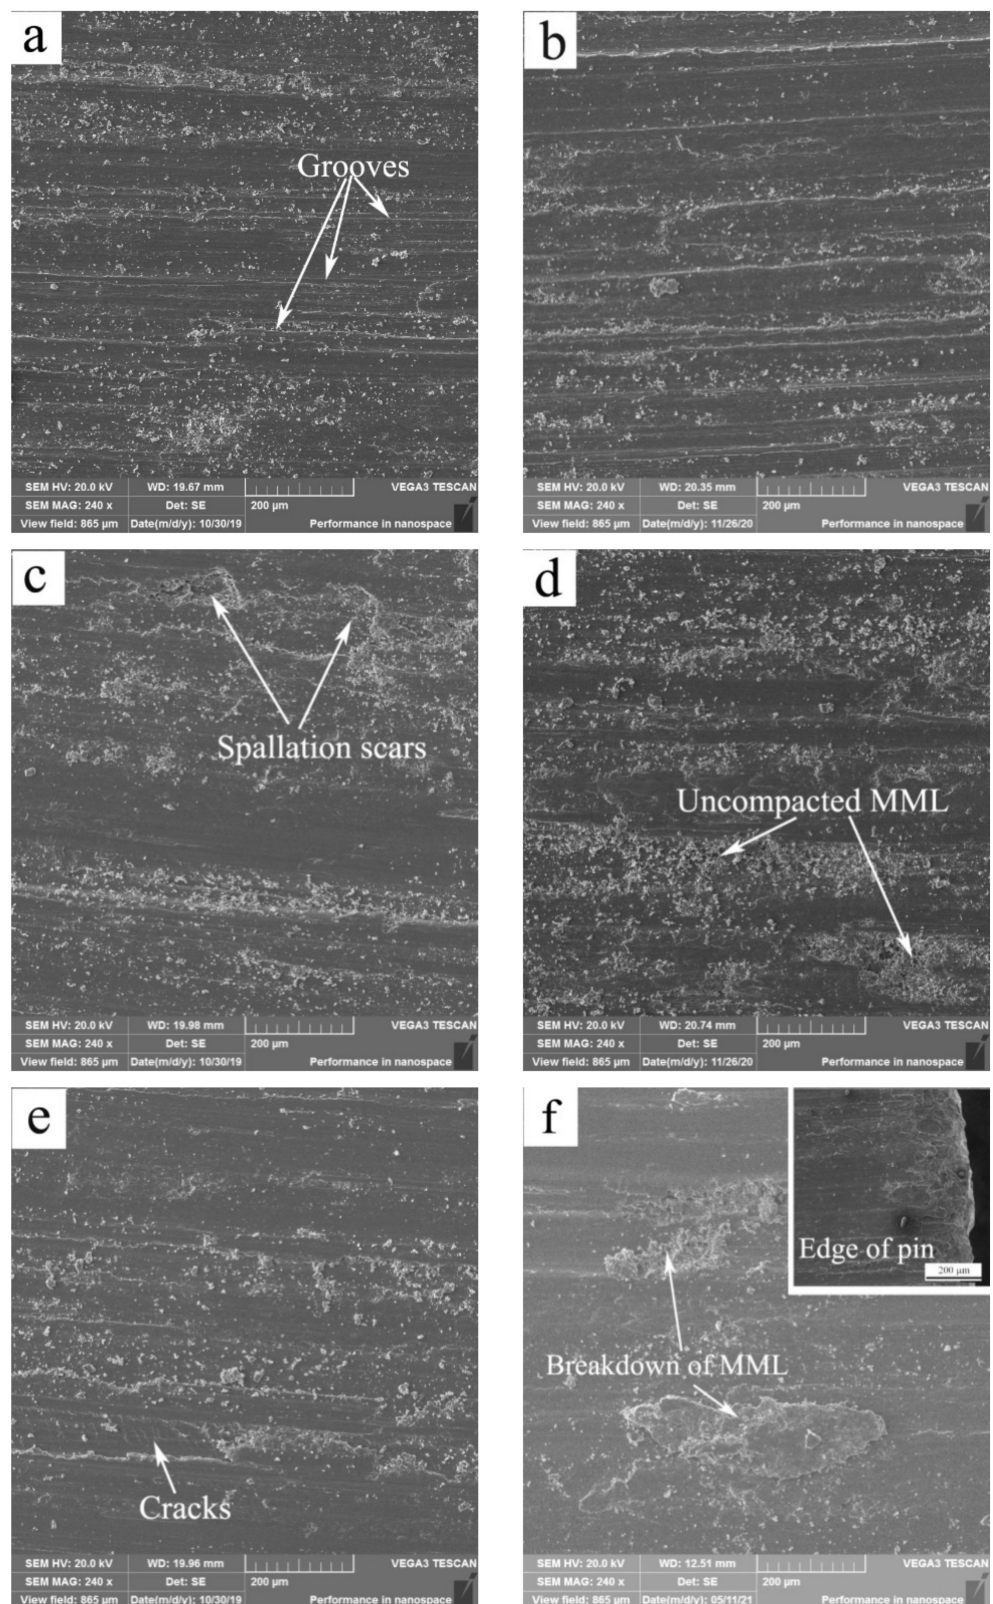 a
Grooves
SEM HV: 20.0 kV WD: 19.67 mm VEGA3 TESCAN
SEM MAG: 240 x Det: SE 200 µm
View field: 865 µm Date(m/d/y): 10/30/19 Performance in nanospace
b
SEM HV: 20.0 kV WD: 20.35 mm VEGA3 TESCAN
SEM MAG: 240 x Det: SE 200 µm
View field: 865 µm Date(m/d/y): 11/26/20 Performance in nanospace
c
Spallation scars
SEM HV: 20.0 kV WD: 19.98 mm VEGA3 TESCAN
SEM MAG: 240 x Det: SE 200 µm
View field: 865 µm Date(m/d/y): 10/30/19 Performance in nanospace
d
Uncompacted MML
SEM HV: 20.0 kV WD: 20.74 mm VEGA3 TESCAN
SEM MAG: 240 x Det: SE 200 µm
View field: 865 µm Date(m/d/y): 11/26/20 Performance in nanospace
e
Cracks
SEM HV: 20.0 kV WD: 19.96 mm VEGA3 TESCAN
SEM MAG: 240 x Det: SE 200 µm
View field: 865 µm Date(m/d/y): 10/30/19 Performance in nanospace
f
Edge of pin
200 µm
Breakdown of MML
SEM HV: 20.0 kV WD: 12.51 mm VEGA3 TESCAN
SEM MAG: 240 x Det: SE 200 µm
View field: 865 µm Date(m/d/y): 05/11/21 Performance in nanospace